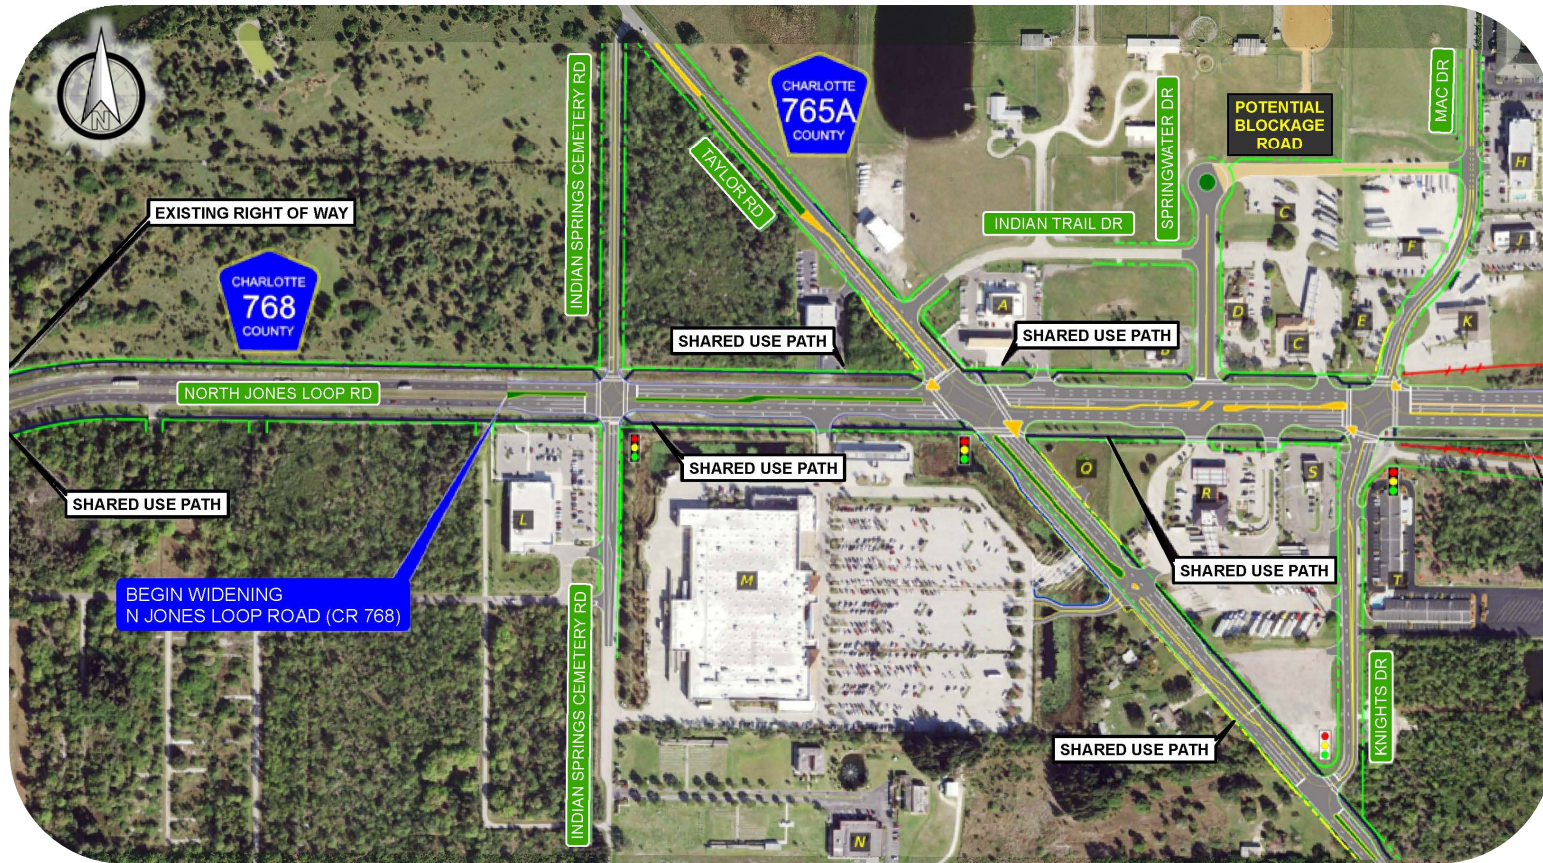 CHARLOTTE
765A
COUNTY
INDIAN SPRINGS CEMETERY RD
TAYLOR RD
SPRINGWATER DR
POTENTIAL
BLOCKAGE
ROAD
MAC DR
H
N
EXISTING RIGHT OF WAY
INDIAN TRAIL DR
C
F
J
CHARLOTTE
768
COUNTY
A
D
E
K
C
B
SHARED USE PATH
SHARED USE PATH
NORTH JONES LOOP RD
SHARED USE PATH
Q
R
S
SHARED USE PATH
L
M
T
SHARED USE PATH
BEGIN WIDENING
N JONES LOOP ROAD (CR 768)
INDIAN SPRINGS CEMETERY RD
KNIGHTS DR
SHARED USE PATH
N